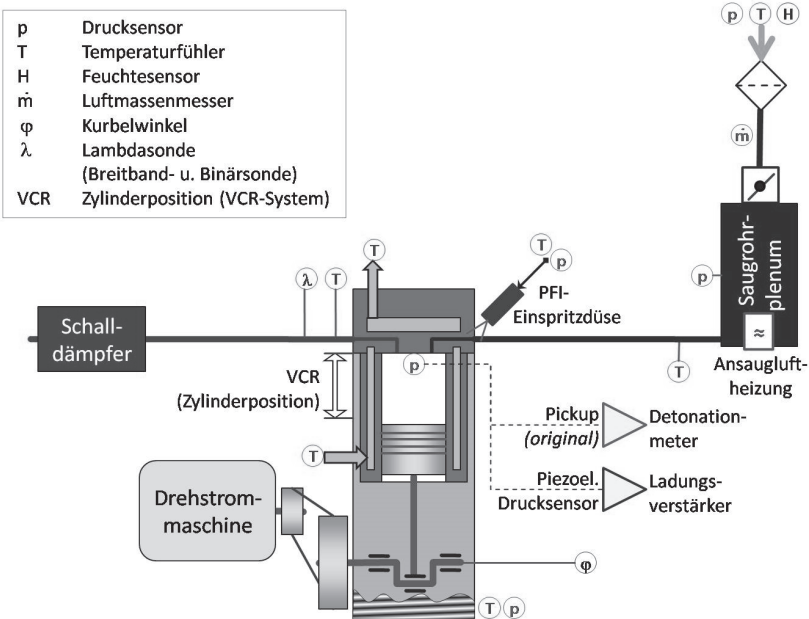 p Drucksensor
T Temperaturfühler
H Feuchtesensor
ṁ Luftmassenmesser
φ Kurbelwinkel
λ Lambdasonde
(Breitband- u. Binärsonde)
VCR Zylinderposition (VCR-System)
p T H
ṁ
Saugrohr-
plenum
p
≈
Ansaugluft-
heizung
T
T
p
PFI-
Einspritzdüse
T
λ T
Schall-
dämpfer
VCR
(Zylinderposition)
p
Pickup
(original)
Detonation-
meter
Piezoel.
Drucksensor
Ladungs-
verstärker
T
Drehstrom-
maschine
φ
T p